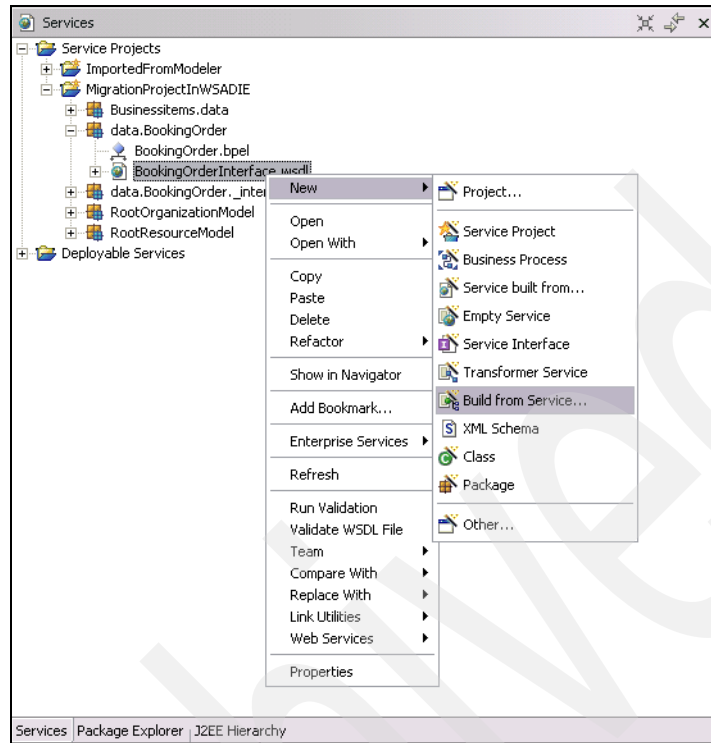 Services
Service Projects
ImportedFromModeler
MigrationProjectInWSADIE
Businessitems.data
data.BookingOrder
BookingOrder.bpel
BookingOrderInterface.wsdl
data.BookingOrder._inter
RootOrganizationModel
RootResourceModel
Deployable Services
New
Open
Open With
Copy
Paste
Delete
Refactor
Show in Navigator
Add Bookmark...
Enterprise Services
Refresh
Run Validation
Validate WSDL File
Team
Compare With
Replace With
Link Utilities
Web Services
Properties
Project...
Service Project
Business Process
Service built from...
Empty Service
Service Interface
Transformer Service
Build from Service...
XML Schema
Class
Package
Other...
Services Package Explorer J2EE Hierarchy